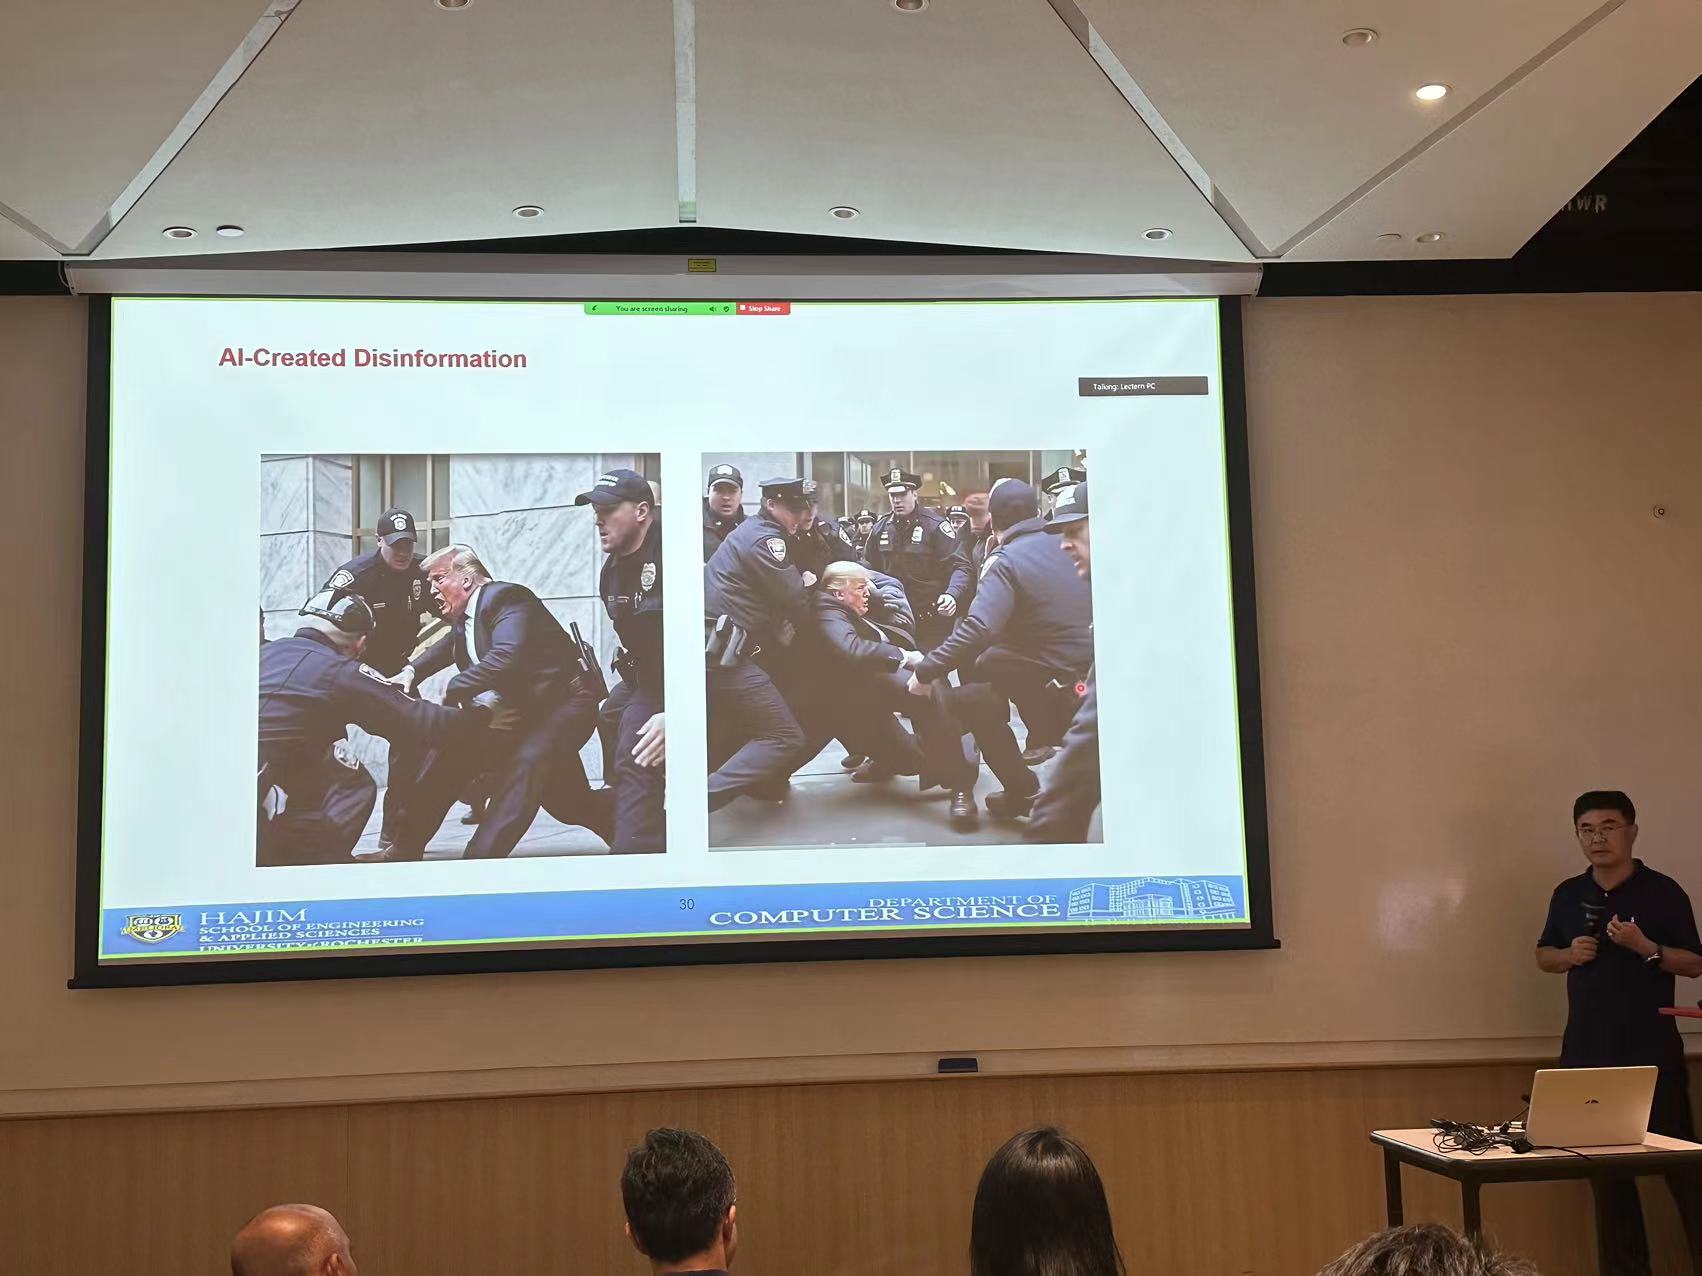 You are screen sharing
Stop Share
AI-Created Disinformation
Talking: Lectern PC
30
HAJIM
SCHOOL OF ENGINEERING
& APPLIED SCIENCES
UNIVERSITY of ROCHESTER
MELIORA
DEPARTMENT OF
COMPUTER SCIENCE